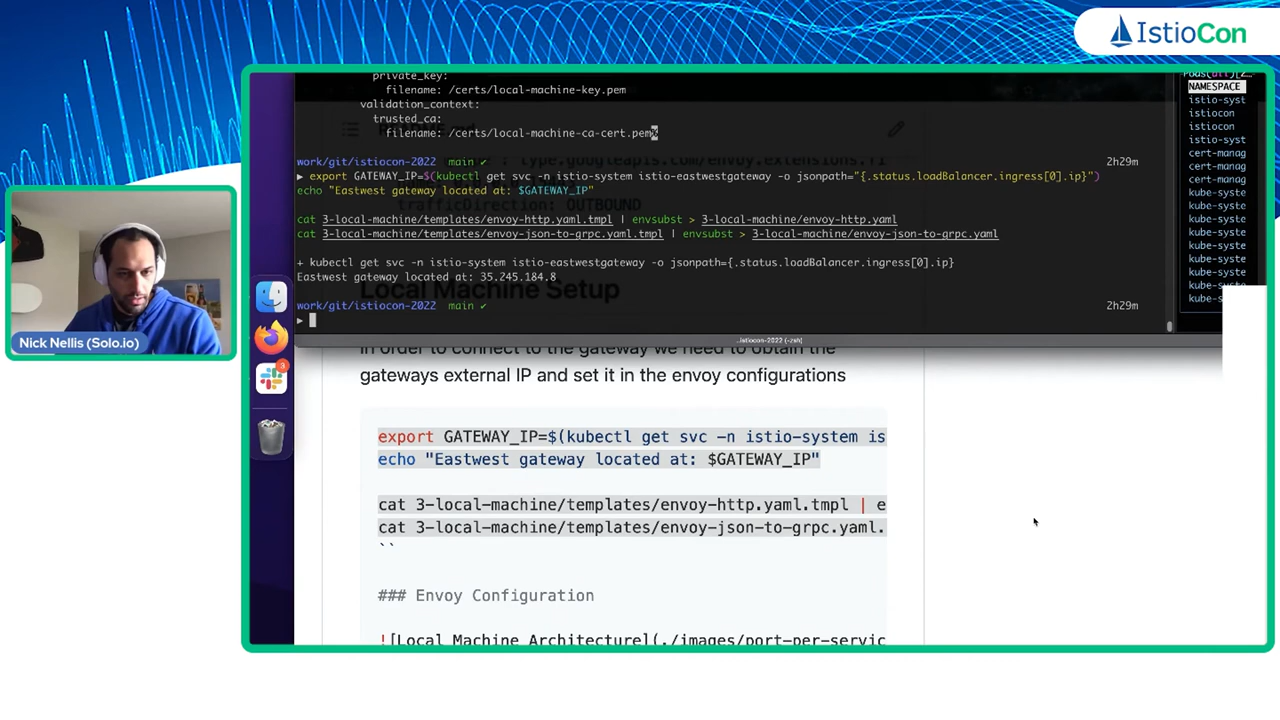 IstioCon
private_key:
filename: /certs/local-machine-key.pem
validation_context:
trusted_ca:
filename: /certs/local-machine-ca-cert.pem%
work/git/istiocon-2022 main ✔ 2h29m
▶ export GATEWAY_IP=$(kubectl get svc -n istio-system istio-eastwestgateway -o jsonpath="{.status.loadBalancer.ingress[0].ip}")
echo "Eastwest gateway located at: $GATEWAY_IP"
OUTBOUND
cat 3-local-machine/templates/envoy-http.yaml.tmpl | envsubst > 3-local-machine/envoy-http.yaml
cat 3-local-machine/templates/envoy-json-to-grpc.yaml.tmpl | envsubst > 3-local-machine/envoy-json-to-grpc.yaml
+ kubectl get svc -n istio-system istio-eastwestgateway -o jsonpath={.status.loadBalancer.ingress[0].ip}
Eastwest gateway located at: 35.245.184.8
work/git/istiocon-2022 main ✔ 2h29m
▶
..istiocon-2022 (-zsh)
NAMESPACE
istio-syst
istiocon
istiocon
istio-syst
cert-manag
cert-manag
cert-manag
kube-syste
kube-syste
kube-syste
kube-syste
kube-syste
kube-syste
kube-syste
kube-syste
kube-s
Local Machine Setup
In order to connect to the gateway we need to obtain the
gateways external IP and set it in the envoy configurations
export GATEWAY_IP=$(kubectl get svc -n istio-system is
echo "Eastwest gateway located at: $GATEWAY_IP"
cat 3-local-machine/templates/envoy-http.yaml.tmpl | e
cat 3-local-machine/templates/envoy-json-to-grpc.yaml.
``
### Envoy Configuration
![Local Machine Architecture](./images/port-per-servic
3
Nick Nellis (Solo.io)